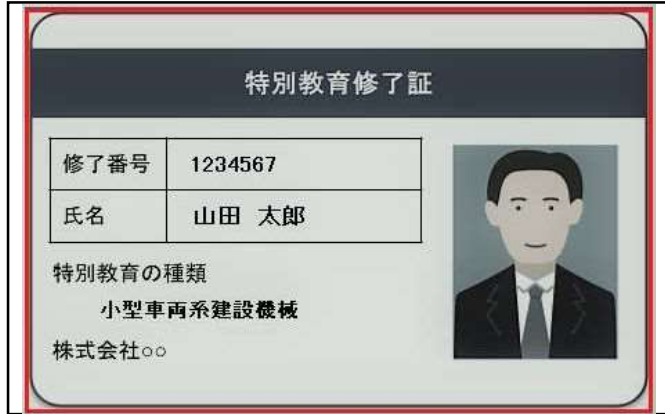 特別教育修了証
修了番号 1234567
氏名 山田 太郎
特別教育の種類
小型車両系建設機械
株式会社○○